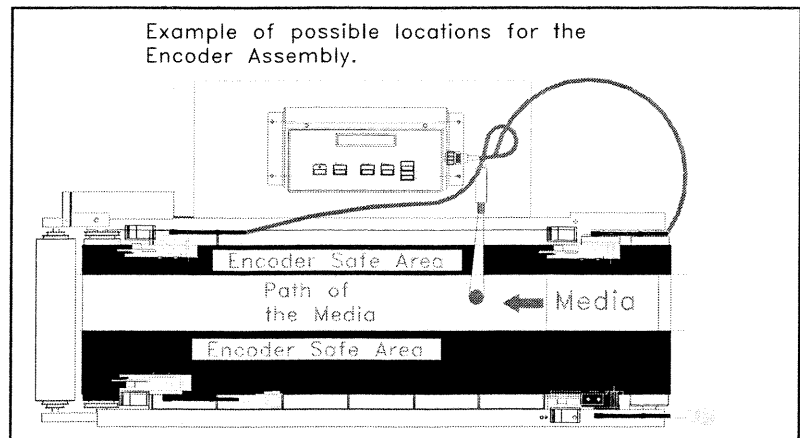 Example of possible locations for the
Encoder Assembly.
Encoder Safe Area
Path of
the Media
Media
Encoder Safe Area